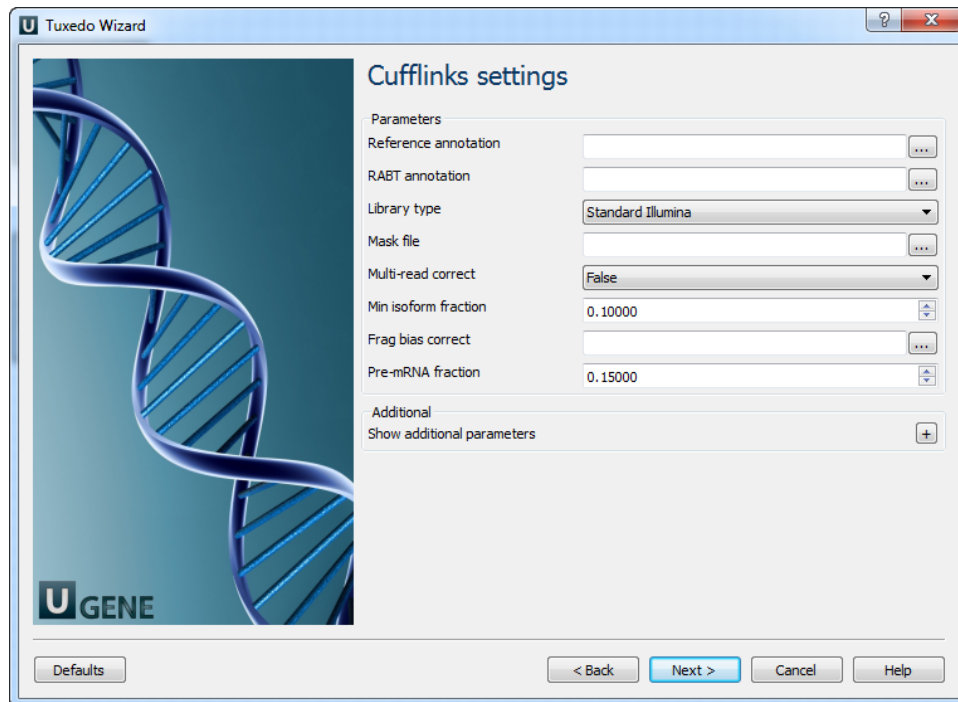 U Tuxedo Wizard
Cufflinks settings
Parameters
Reference annotation ...
RABT annotation ...
Library type Standard Illumina
Mask file ...
Multi-read correct False
Min isoform fraction 0.10000
Frag bias correct ...
Pre-mRNA fraction 0.15000
Additional
Show additional parameters +
U GENE
Defaults < Back Next > Cancel Help